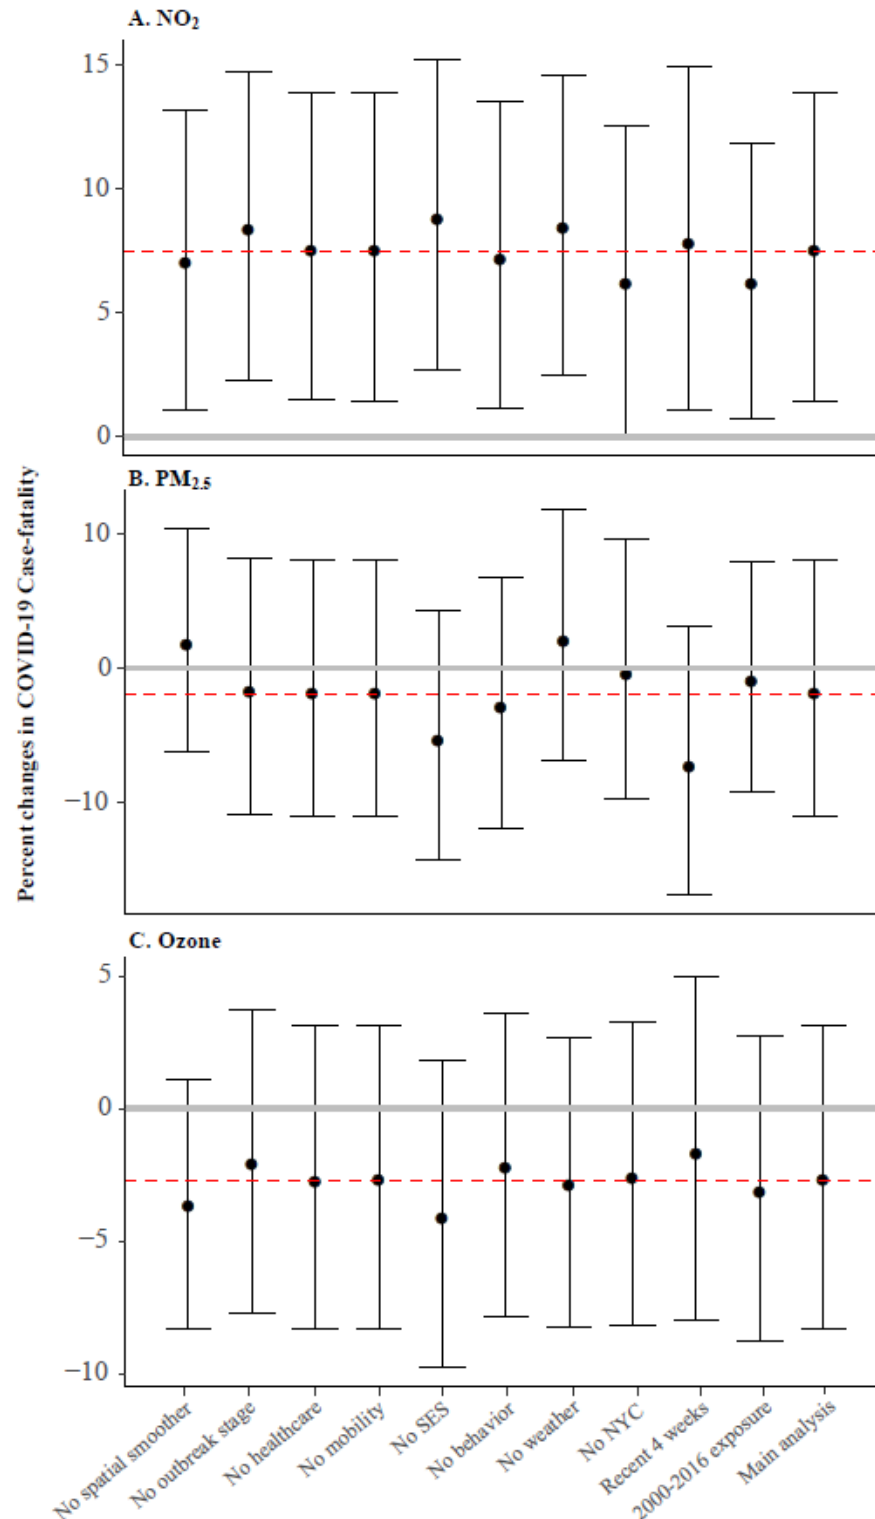 A. NO₂
15
10
5
0
Percent changes in COVID-19 Case-fatality
B. PM₂.₅
10
0
−10
C. Ozone
5
0
−5
−10
No spatial smoother
No outbreak stage
No healthcare
No mobility
No SES
No behavior
No weather
No NYC
Recent 4 weeks
2000-2016 exposure
Main analysis